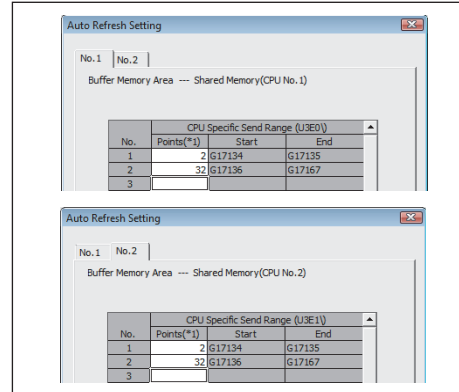 Auto Refresh Setting
No.1 No.2
Buffer Memory Area --- Shared Memory(CPU No.1)
CPU Specific Send Range (U3E0\)
No. Points(*1) Start End
1 2 G17134 G17135
2 32 G17136 G17167
3
Auto Refresh Setting
No.1 No.2
Buffer Memory Area --- Shared Memory(CPU No.2)
CPU Specific Send Range (U3E1\)
No. Points(*1) Start End
1 2 G17134 G17135
2 32 G17136 G17167
3